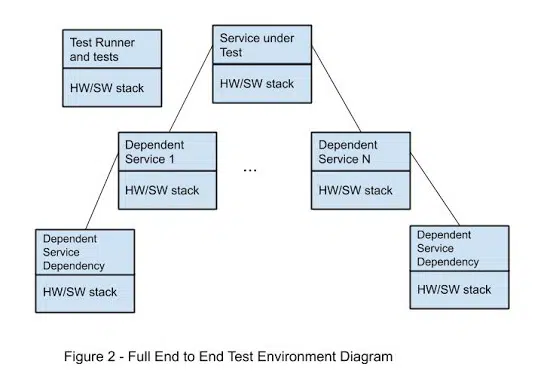 Test Runner
and tests
HW/SW stack
Service under
Test
HW/SW stack
Dependent
Service 1
HW/SW stack
...
Dependent
Service N
HW/SW stack
Dependent
Service
Dependency
HW/SW stack
Dependent
Service
Dependency
HW/SW stack
Figure 2 - Full End to End Test Environment Diagram